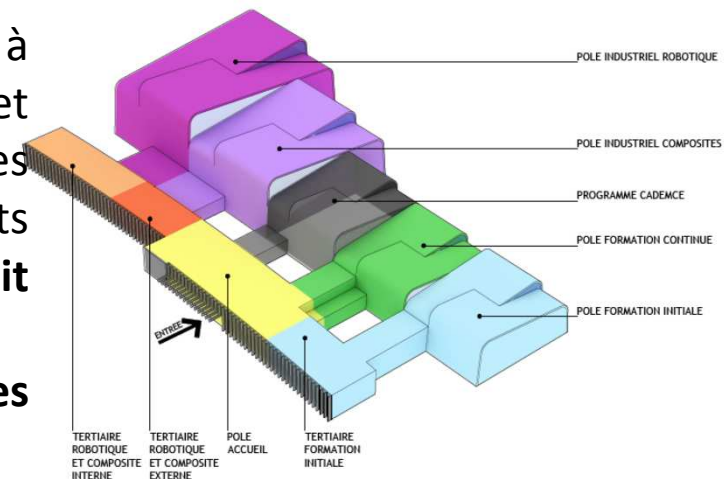 à
et
es
ts
it
es
POLE INDUSTRIEL ROBOTIQUE
POLE INDUSTRIEL COMPOSITES
PROGRAMME CADEMCE
POLE FORMATION CONTINUE
POLE FORMATION INITIALE
ENTREE
TERTIAIRE
ROBOTIQUE
ET COMPOSITE
INTERNE
TERTIAIRE
ROBOTIQUE
ET COMPOSITE
EXTERNE
POLE
ACCUEIL
TERTIAIRE
FORMATION
INITIALE